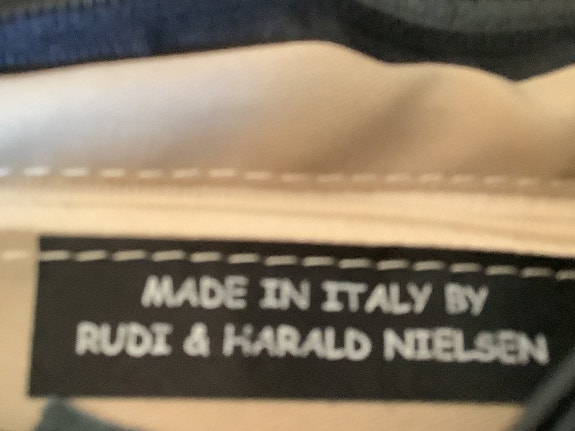 MADE IN ITALY BY
RUDI & HARALD NIELSEN